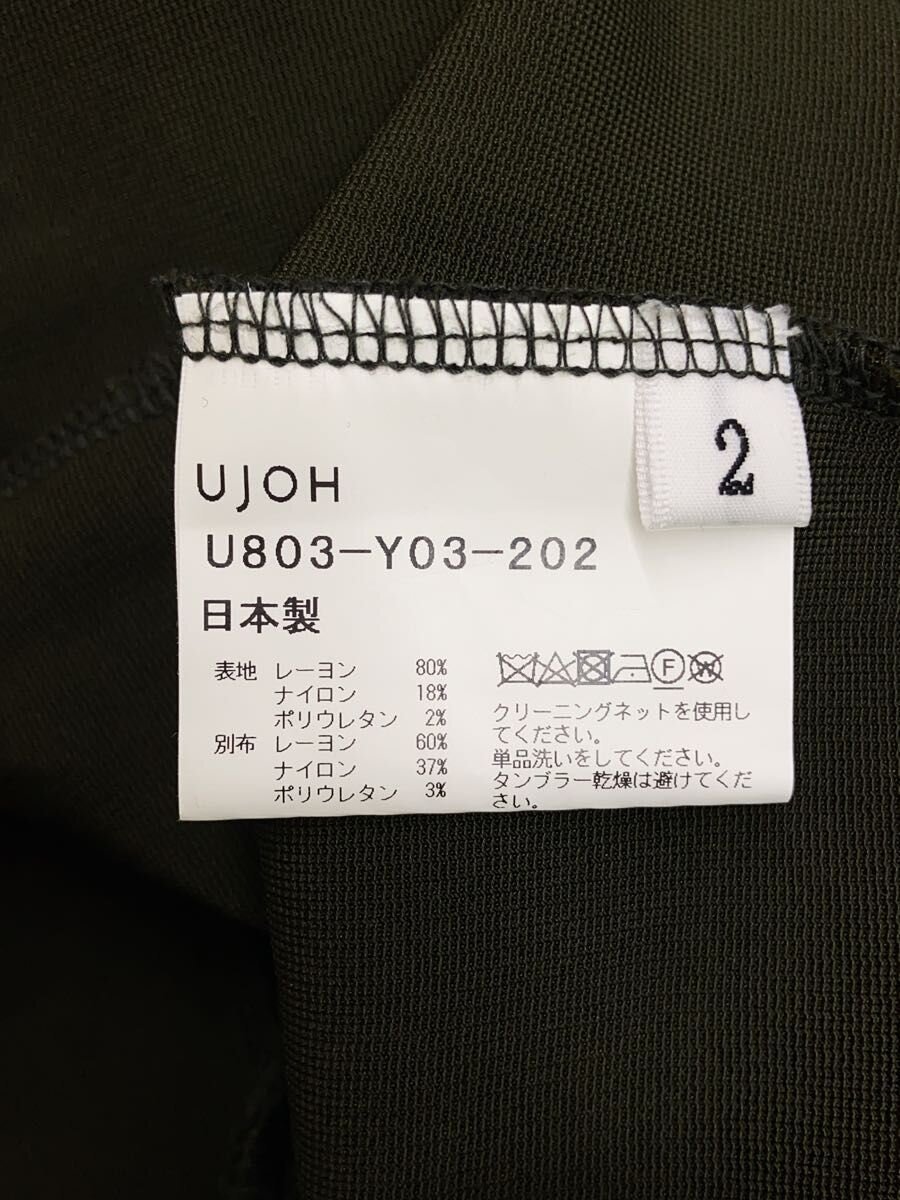 2
UJOH
U803-Y03-202
日本製
表地 レーヨン 80%
ナイロン 18%
ポリウレタン 2%
別布 レーヨン 60%
ナイロン 37%
ポリウレタン 3%
F W
クリーニングネットを使用し
てください。
単品洗いをしてください。
タンブラー乾燥は避けてくだ
さい。